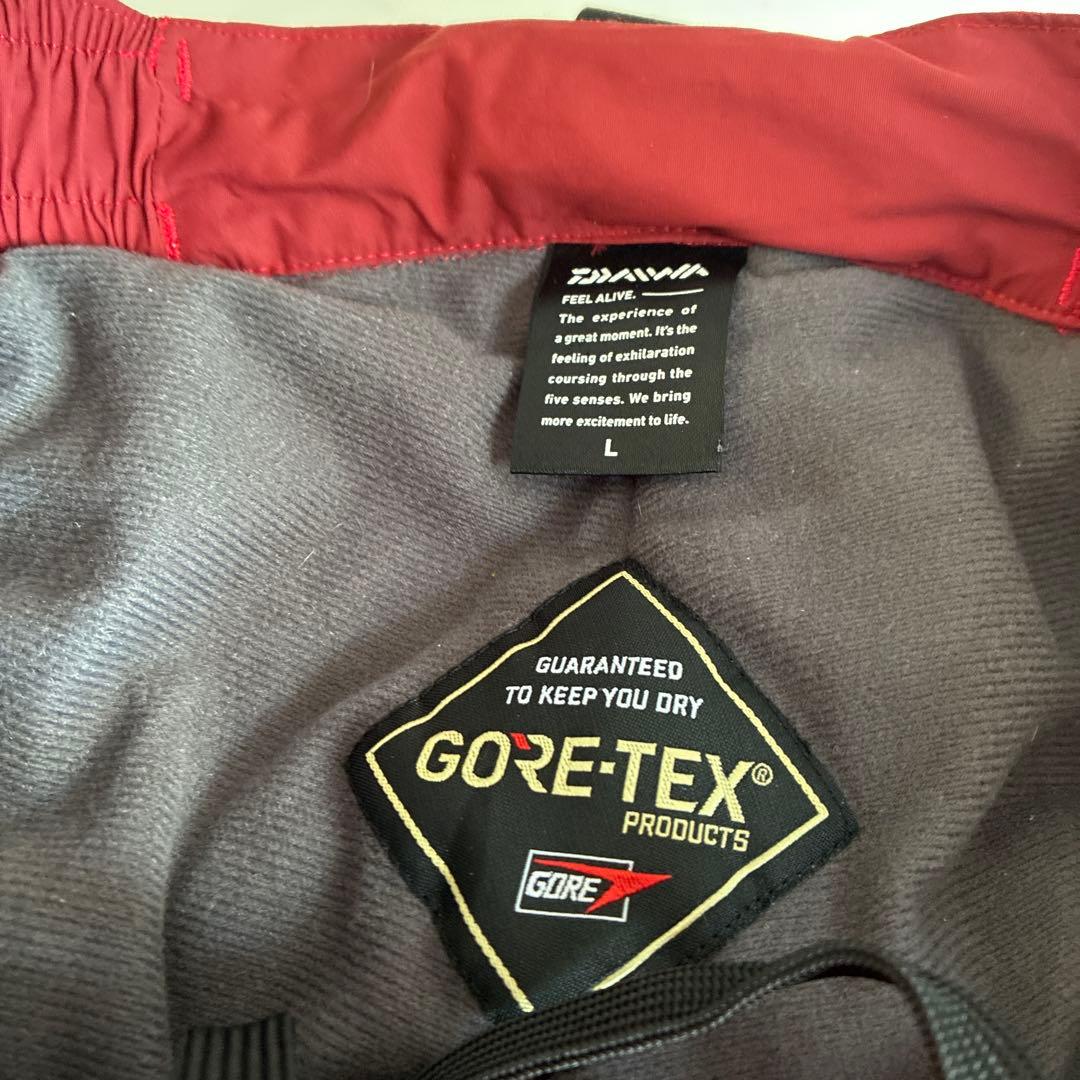 DAIWA
FEEL ALIVE.
The experience of
a great moment. It's the
feeling of exhilaration
coursing through the
five senses. We bring
more excitement to life.
L
GUARANTEED
TO KEEP YOU DRY
GORE-TEX®
PRODUCTS
GORE